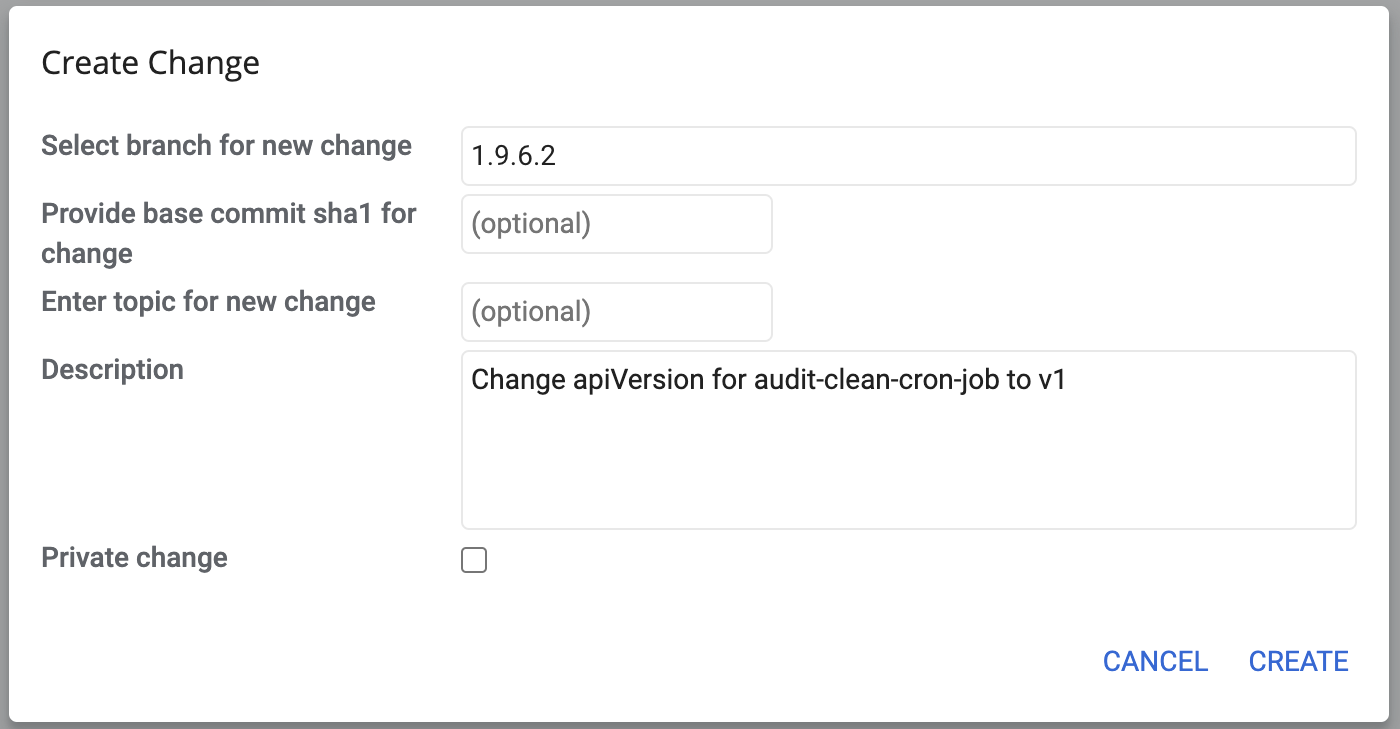 Create Change
Select branch for new change
1.9.6.2
Provide base commit sha1 for
change
(optional)
Enter topic for new change
(optional)
Description
Change apiVersion for audit-clean-cron-job to v1
Private change
CANCEL
CREATE